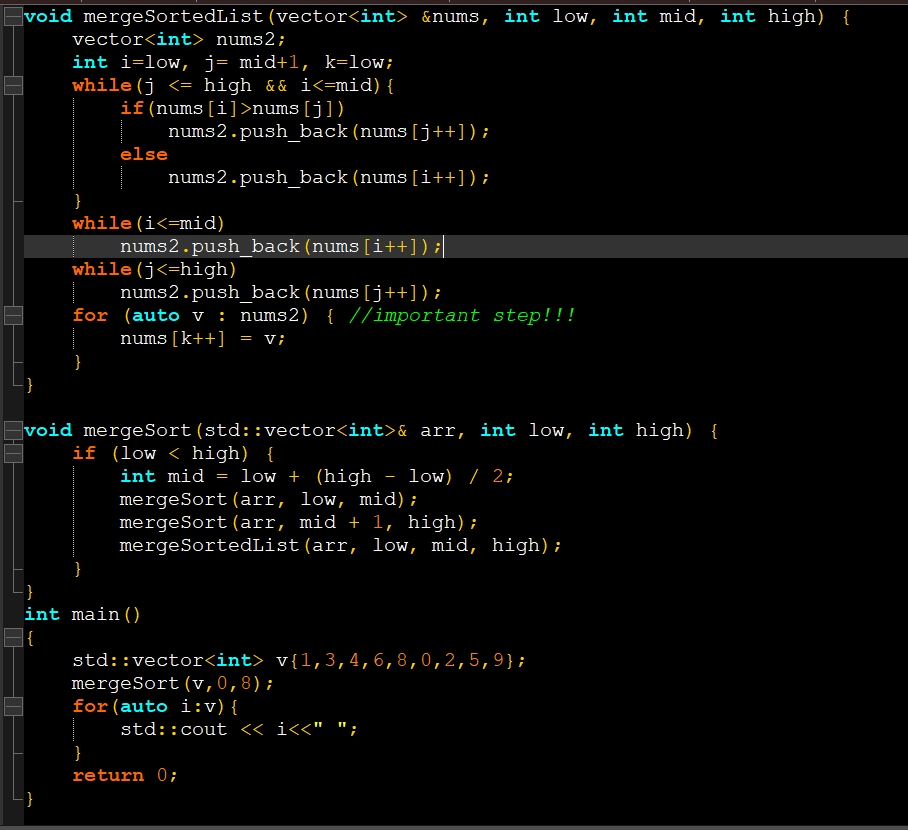 void mergeSortedList(vector<int> &nums, int low, int mid, int high) {
    vector<int> nums2;
    int i=low, j= mid+1, k=low;
    while(j <= high && i<=mid){
        if(nums[i]>nums[j])
            nums2.push_back(nums[j++]);
        else
            nums2.push_back(nums[i++]);
    }
    while(i<=mid)
        nums2.push_back(nums[i++]);
    while(j<=high)
        nums2.push_back(nums[j++]);
    for (auto v : nums2) { //important step!!!
        nums[k++] = v;
    }
}

void mergeSort(std::vector<int>& arr, int low, int high) {
    if (low < high) {
        int mid = low + (high - low) / 2;
        mergeSort(arr, low, mid);
        mergeSort(arr, mid + 1, high);
        mergeSortedList(arr, low, mid, high);
    }
}
int main()
{
    std::vector<int> v{1,3,4,6,8,0,2,5,9};
    mergeSort(v,0,8);
    for(auto i:v){
        std::cout << i<<" ";
    }
    return 0;
}